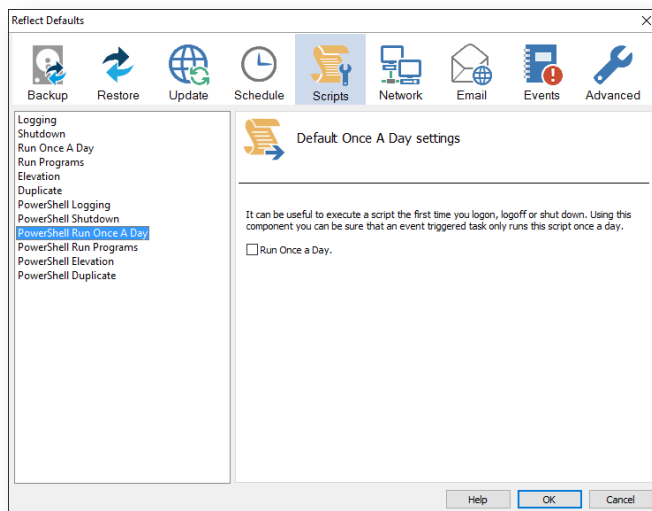 Reflect Defaults
Backup
Restore
Update
Schedule
Scripts
Network
Email
Events
Advanced
Logging
Shutdown
Run Once A Day
Run Programs
Elevation
Duplicate
PowerShell Logging
PowerShell Shutdown
PowerShell Run Once A Day
PowerShell Run Programs
PowerShell Elevation
PowerShell Duplicate
Default Once A Day settings
It can be useful to execute a script the first time you logon, logoff or shut down. Using this
component you can be sure that an event triggered task only runs this script once a day.
Run Once a Day.
Help
OK
Cancel